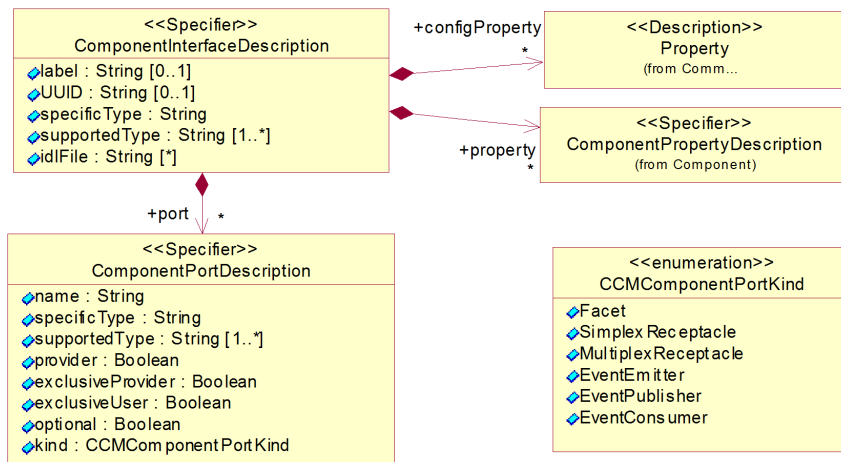 <<Specifier>>
ComponentInterfaceDescription
label : String [0..1]
UUID : String [0..1]
specificType : String
supportedType : String [1..*]
idlFile : String [*]
+configProperty
*
<<Description>>
Property
(from Comm...
+property
*
<<Specifier>>
ComponentPropertyDescription
(from Component)
+port
*
<<Specifier>>
ComponentPortDescription
name : String
specificType : String
supportedType : String [1..*]
provider : Boolean
exclusiveProvider : Boolean
exclusiveUser : Boolean
optional : Boolean
kind : CCMComponentPortKind
<<enumeration>>
CCMComponentPortKind
Facet
SimplexReceptacle
MultiplexReceptacle
EventEmitter
EventPublisher
EventConsumer